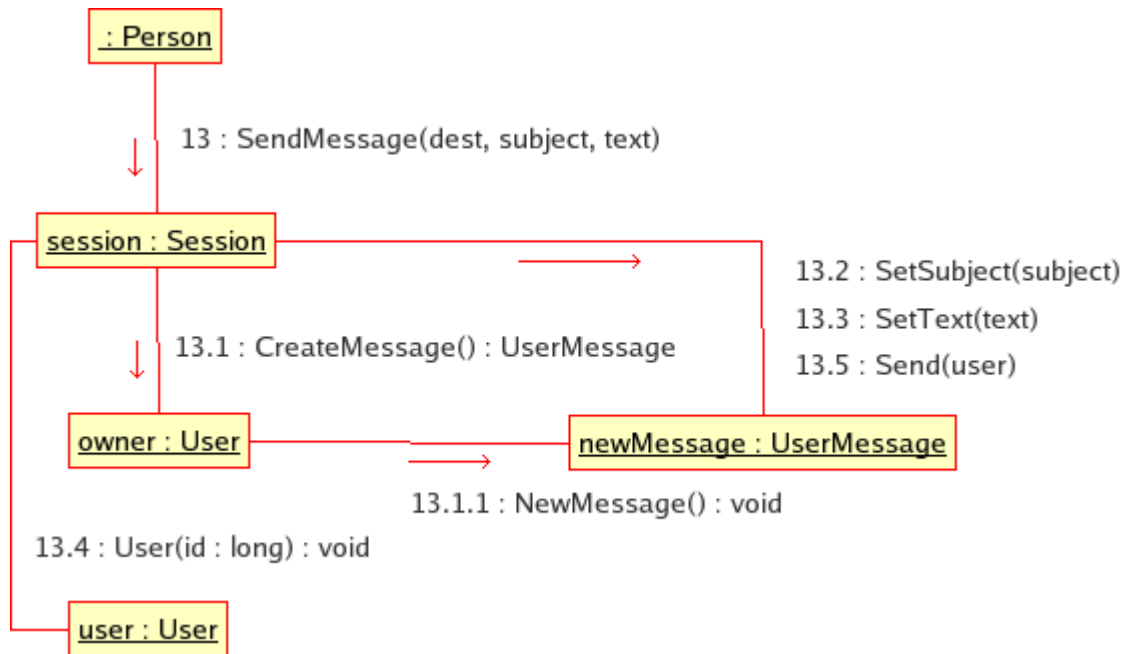 : Person
13 : SendMessage(dest, subject, text)
session : Session
13.2 : SetSubject(subject)
13.3 : SetText(text)
13.5 : Send(user)
13.1 : CreateMessage() : UserMessage
owner : User
newMessage : UserMessage
13.1.1 : NewMessage() : void
13.4 : User(id : long) : void
user : User